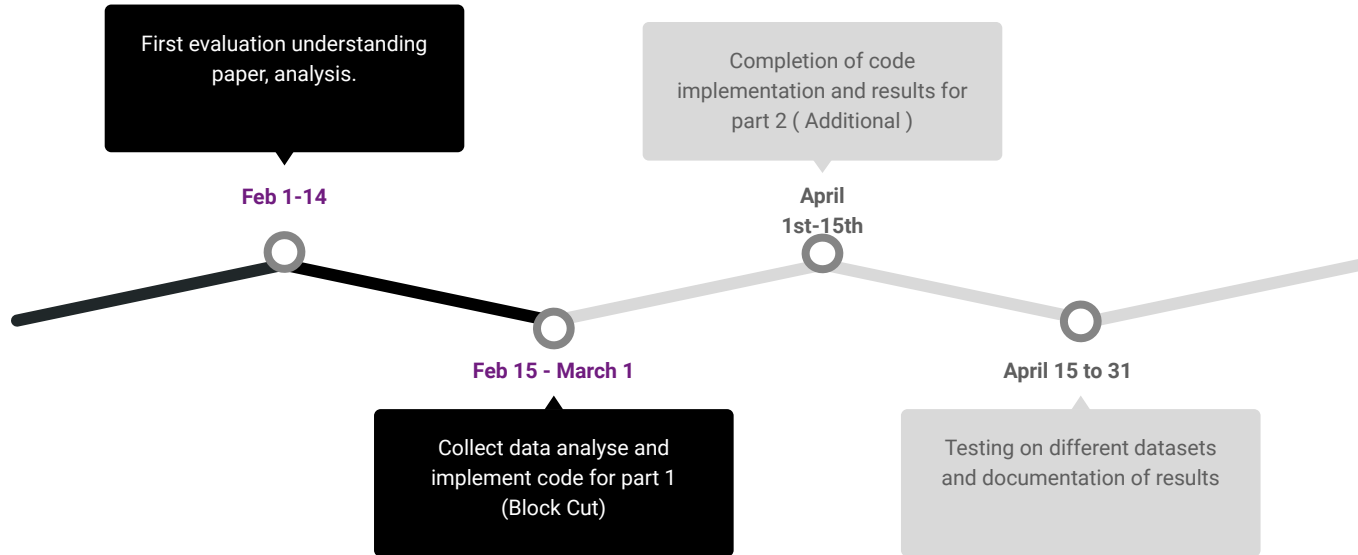 First evaluation understanding
paper, analysis.
Feb 1-14
Feb 15 - March 1
Collect data analyse and
implement code for part 1
(Block Cut)
Completion of code
implementation and results for
part 2 ( Additional )
April
1st-15th
April 15 to 31
Testing on different datasets
and documentation of results